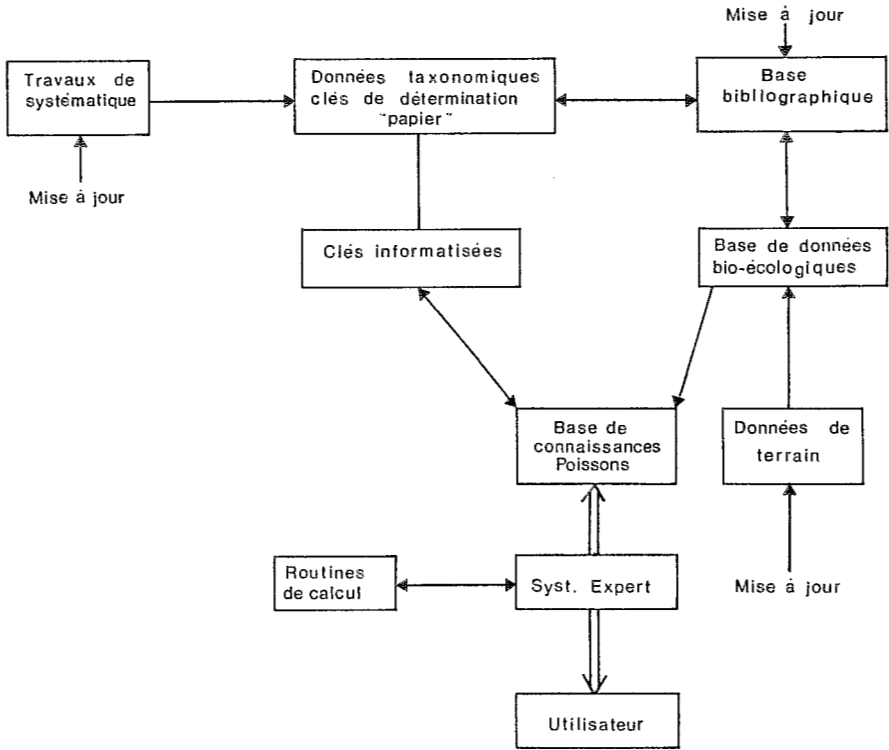 Mise à jour
Travaux de
systématique
Données taxonomiques
clés de détermination
"papier"
Base
bibliographique
Mise à jour
Clés informatisées
Base de données
bio-écologiques
Base de
connaissances
Poissons
Données de
terrain
Routines
de calcul
Syst. Expert
Mise à jour
Utilisateur